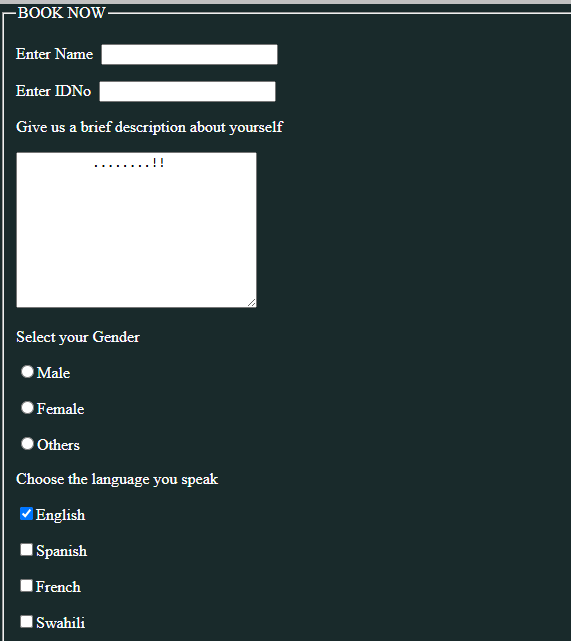 BOOK NOW
Enter Name
Enter IDNo
Give us a brief description about yourself
........!!
Select your Gender
Male
Female
Others
Choose the language you speak
English
Spanish
French
Swahili